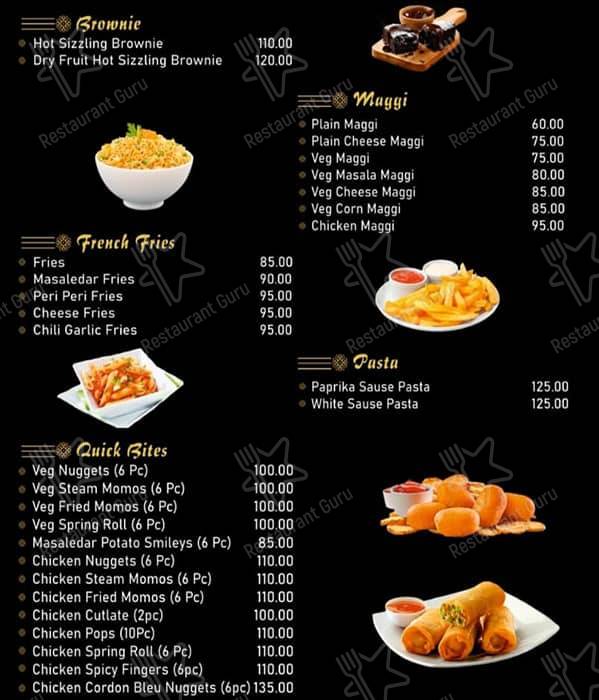 Brownie
Hot Sizzling Brownie 110.00
Dry Fruit Hot Sizzling Brownie 120.00
Maggi
Plain Maggi 60.00
Plain Cheese Maggi 75.00
Veg Maggi 75.00
Veg Masala Maggi 80.00
Veg Cheese Maggi 85.00
Veg Corn Maggi 85.00
Chicken Maggi 95.00
French Fries
Fries 85.00
Masaledar Fries 90.00
Peri Peri Fries 95.00
Cheese Fries 95.00
Chili Garlic Fries 95.00
Pasta
Paprika Sause Pasta 125.00
White Sause Pasta 125.00
Quick Bites
Veg Nuggets (6 Pc) 100.00
Veg Steam Momos (6 Pc) 100.00
Veg Fried Momos (6 Pc) 100.00
Veg Spring Roll (6 Pc) 100.00
Masaledar Potato Smileys (6 Pc) 85.00
Chicken Nuggets (6 Pc) 110.00
Chicken Steam Momos (6 Pc) 110.00
Chicken Fried Momos (6 Pc) 110.00
Chicken Cutlate (2pc) 100.00
Chicken Pops (10Pc) 110.00
Chicken Spring Roll (6 Pc) 110.00
Chicken Spicy Fingers (6pc) 110.00
Chicken Cordon Bleu Nuggets (6pc) 135.00
Restaurant Guru